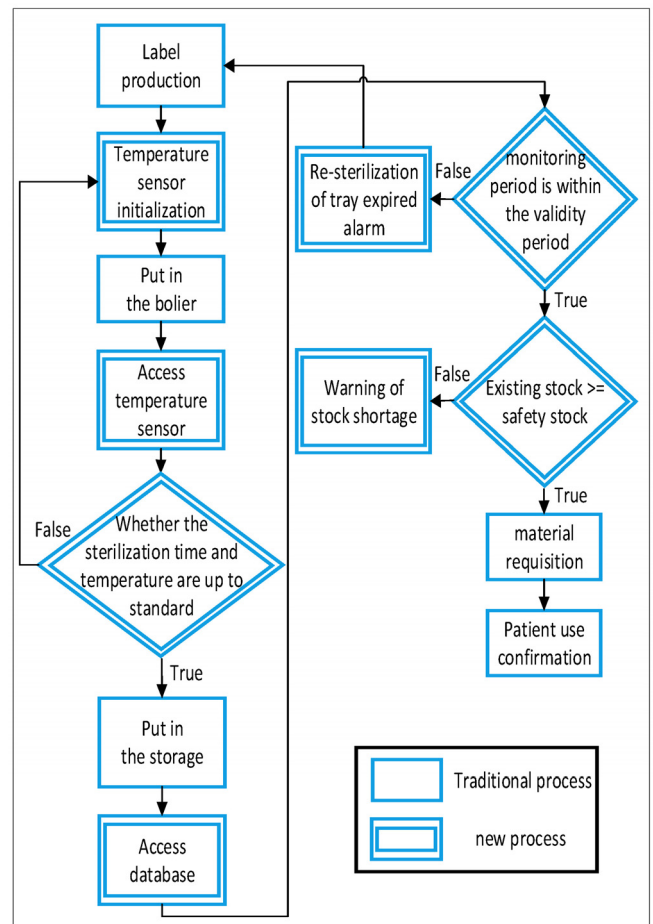 Label
production
Temperature
sensor
initialization
Put in
the bolier
Access
temperature
sensor
False
Whether the
sterilization time and
temperature are up to
standard
True
Put in
the storage
Access
database
monitoring
period is within
the validity
period
False
Re-sterilization
of tray expired
alarm
True
Existing stock >=
safety stock
False
Warning of
stock shortage
True
material
requisition
Patient use
confirmation
Traditional process
new process